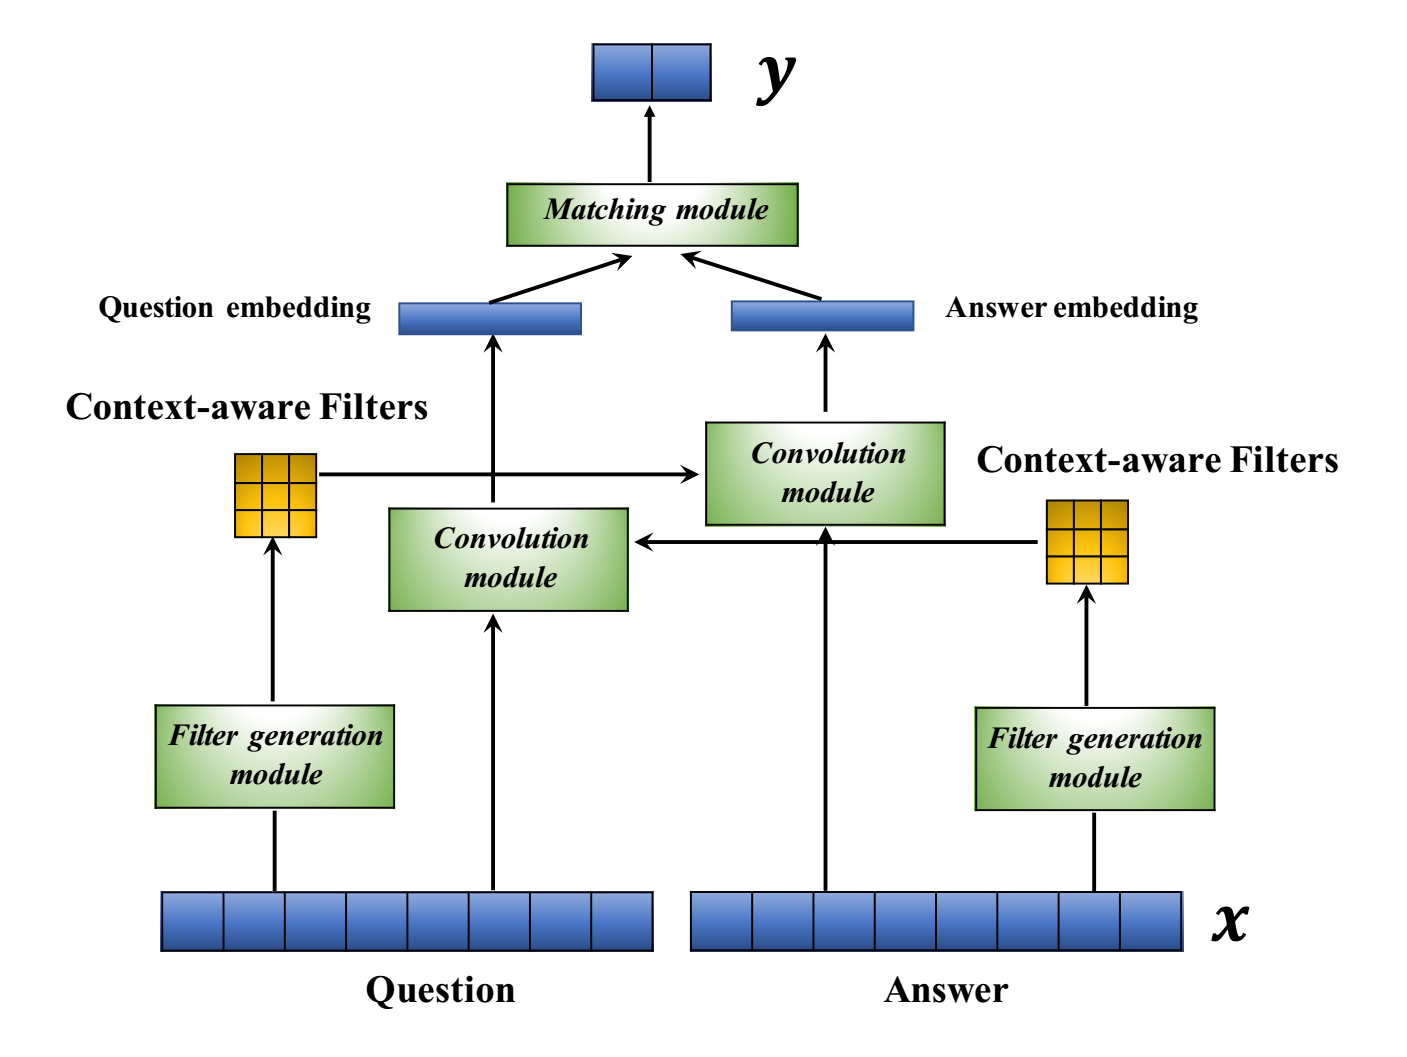 y
Matching module
Question embedding
Answer embedding
Context-aware Filters
Convolution
module
Context-aware Filters
Convolution
module
Filter generation
module
Filter generation
module
x
Question
Answer